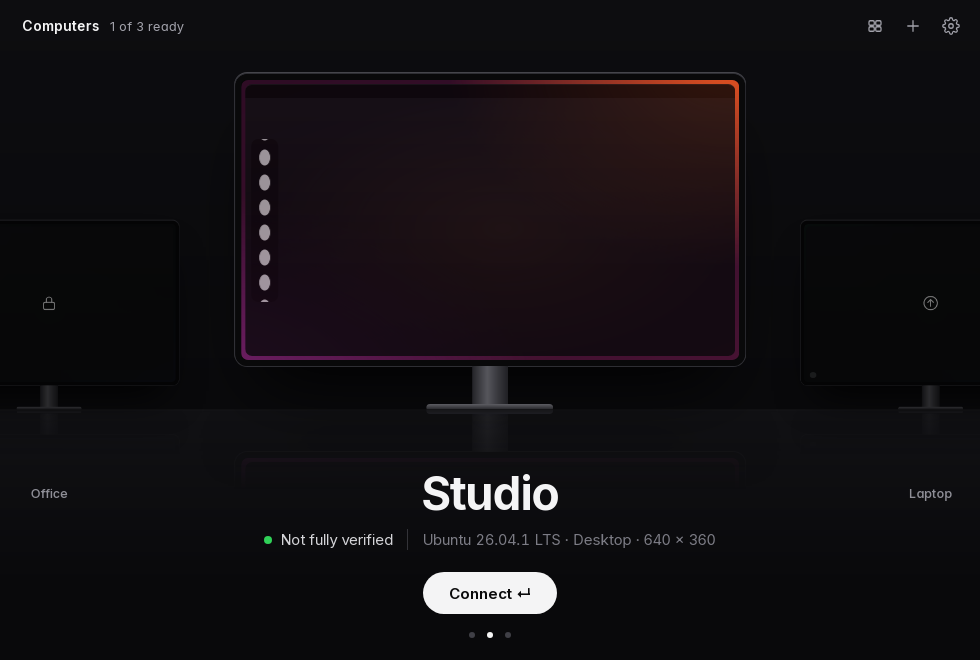 Computers 1 of 3 ready
Office
Studio
Laptop
Not fully verified
Ubuntu 26.04.1 LTS · Desktop · 640 × 360
Connect ↵